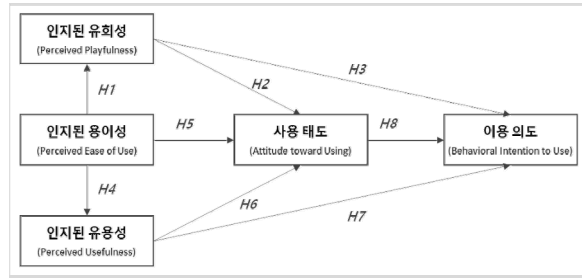 인지된 유희성
(Perceived Playfulness)
H3
H1
H2
인지된 용이성
(Perceived Ease of Use)
H5
사용 태도
(Attitude toward Using)
H8
이용 의도
(Behavioral Intention to Use)
H4
H6
H7
인지된 유용성
(Perceived Usefulness)